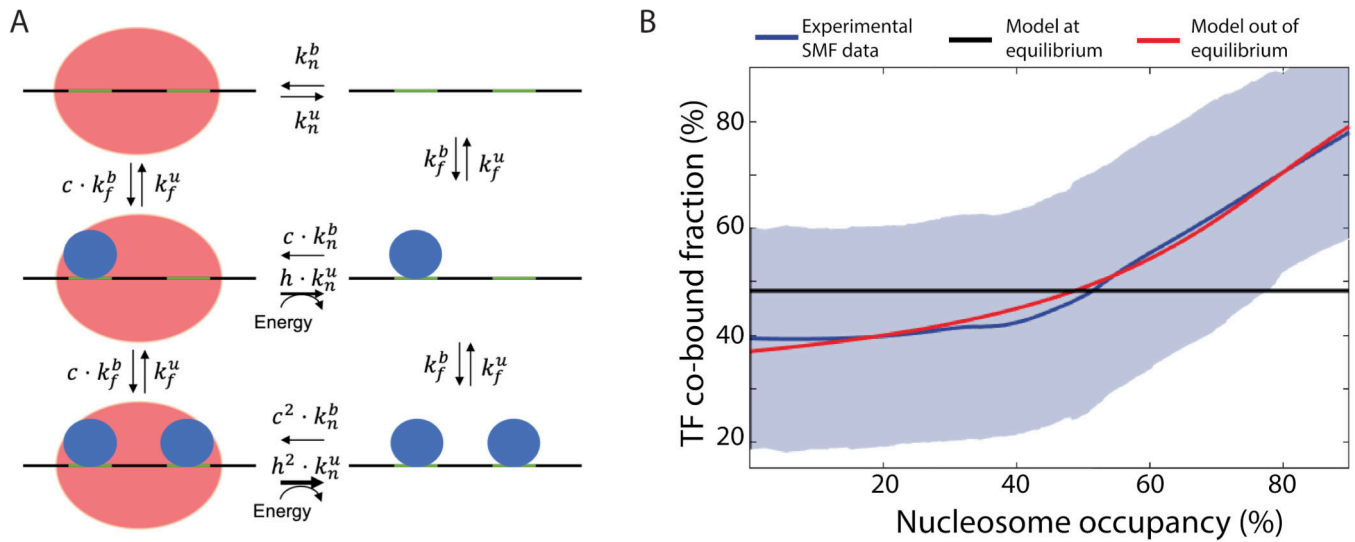 A
k_n^b
k_n^u
c · k_f^b
k_f^u
k_f^b
k_f^u
c · k_n^b
h · k_n^u
Energy
c · k_f^b
k_f^u
k_f^b
k_f^u
c^2 · k_n^b
h^2 · k_n^u
Energy
B
Experimental
SMF data
Model at
equilibrium
Model out of
equilibrium
TF co-bound fraction (%)
80
60
40
20
20
40
60
80
Nucleosome occupancy (%)